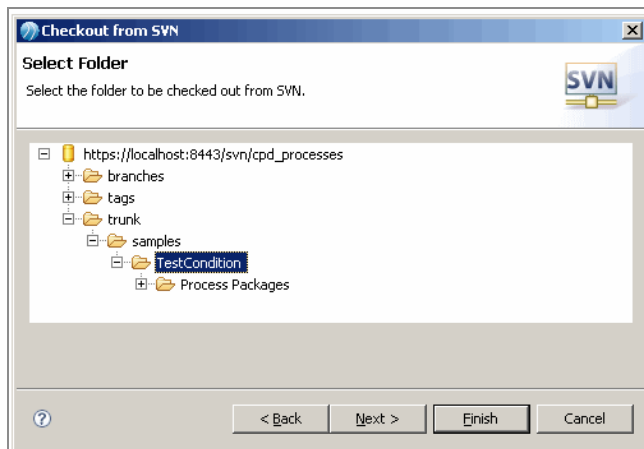 Checkout from SVN
Select Folder
Select the folder to be checked out from SVN.
SVN
https://localhost:8443/svn/cpd_processes
branches
tags
trunk
samples
TestCondition
Process Packages
?
< Back
Next >
Finish
Cancel